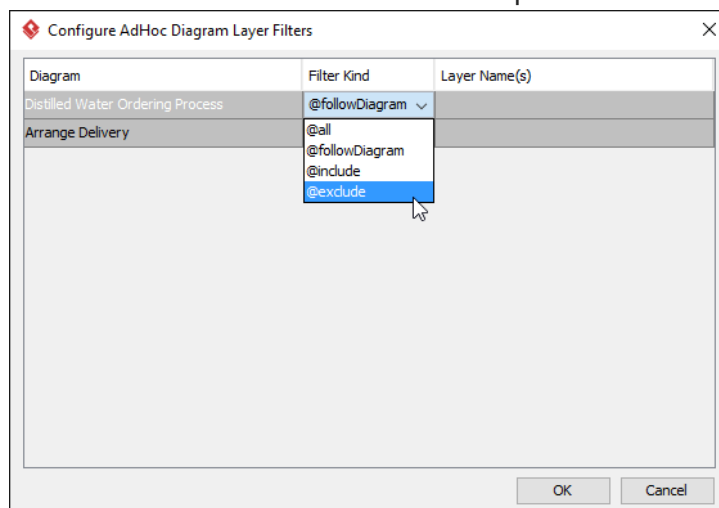 Configure AdHoc Diagram Layer Filters
Diagram Filter Kind Layer Name(s)
Distilled Water Ordering Process @followDiagram
Arrange Delivery
@all
@followDiagram
@include
@exclude
OK Cancel